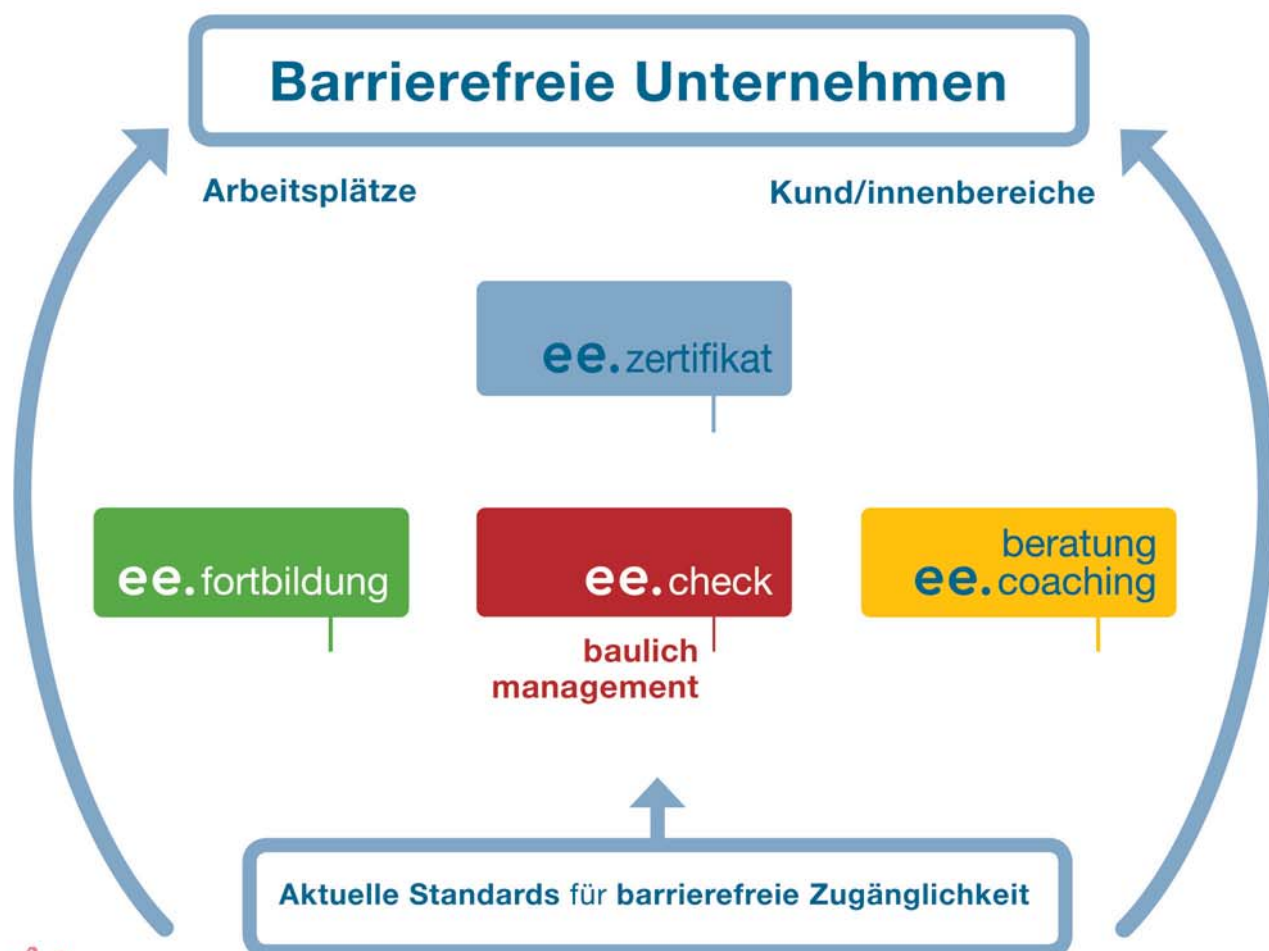 Barrierefreie Unternehmen
Arbeitsplätze
Kund/innenbereiche
ee.zertifikat
ee.fortbildung
ee.check
beratung
ee.coaching
baulich
management
Aktuelle Standards für barrierefreie Zugänglichkeit